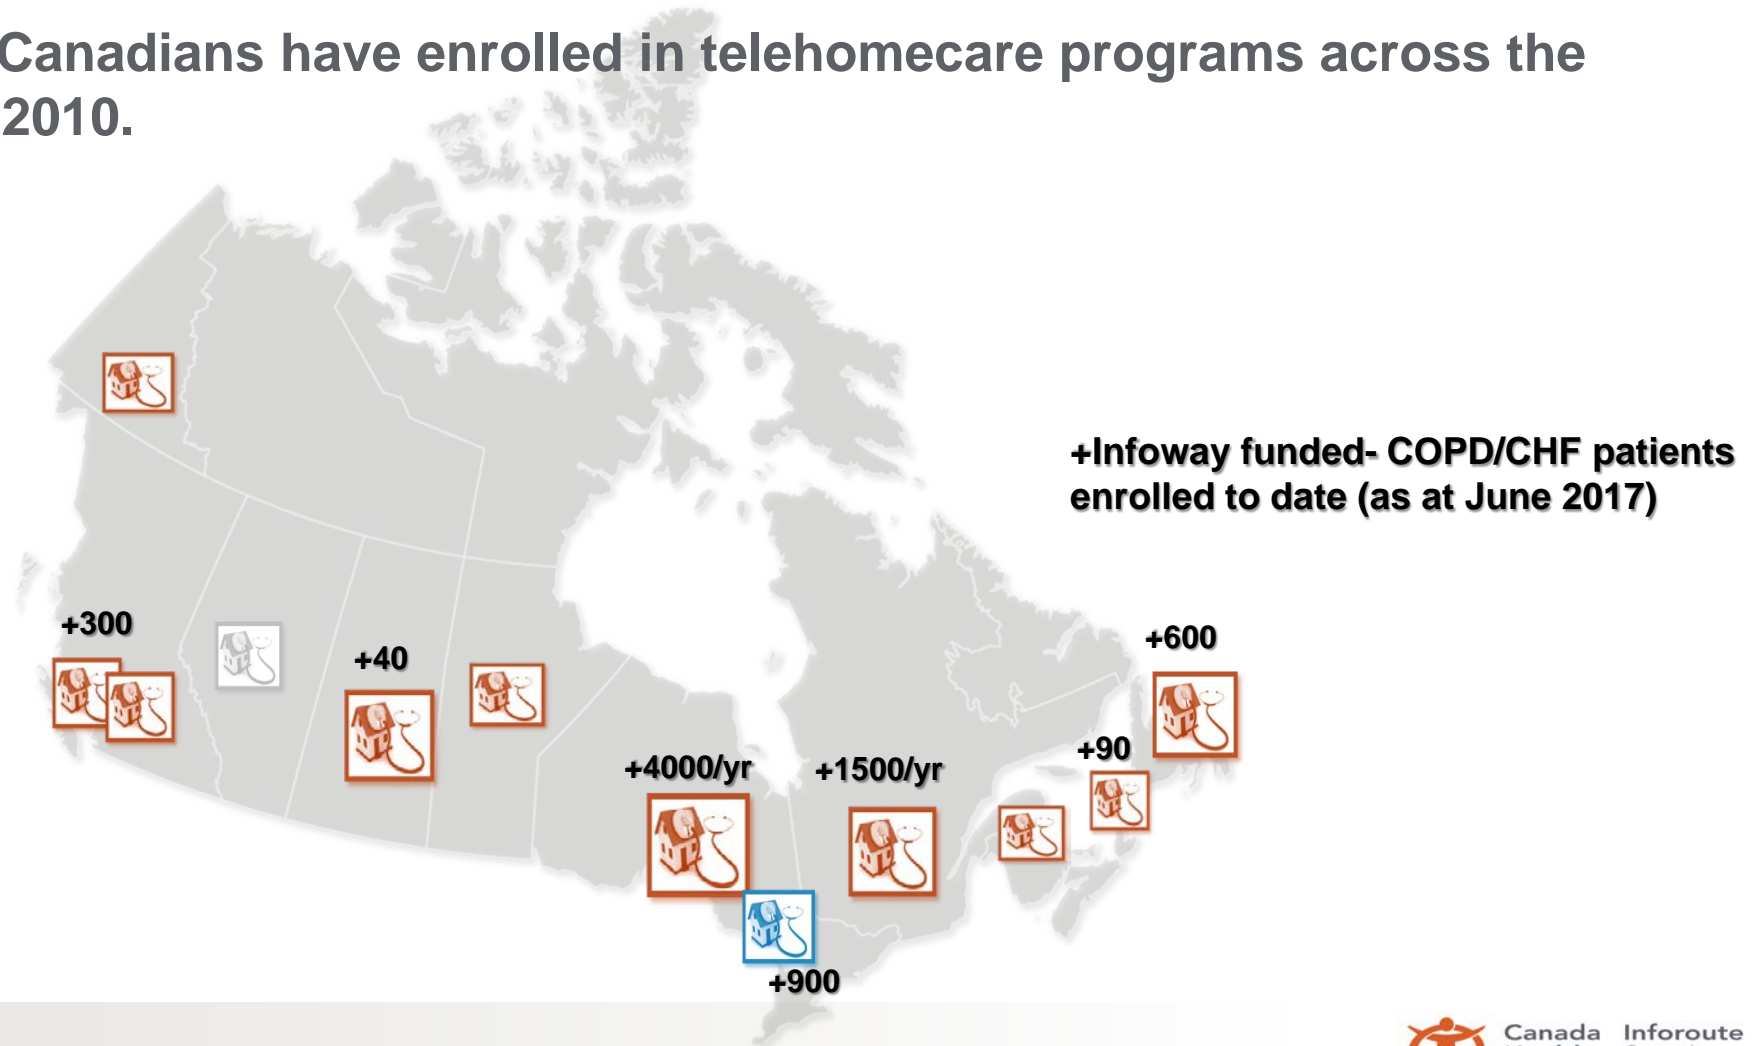 Canadians have enrolled in telehomecare programs across the
2010.
+Infoway funded- COPD/CHF patients
enrolled to date (as at June 2017)
+300
+40
+600
+90
+4000/yr
+1500/yr
+900
Canada Inforoute